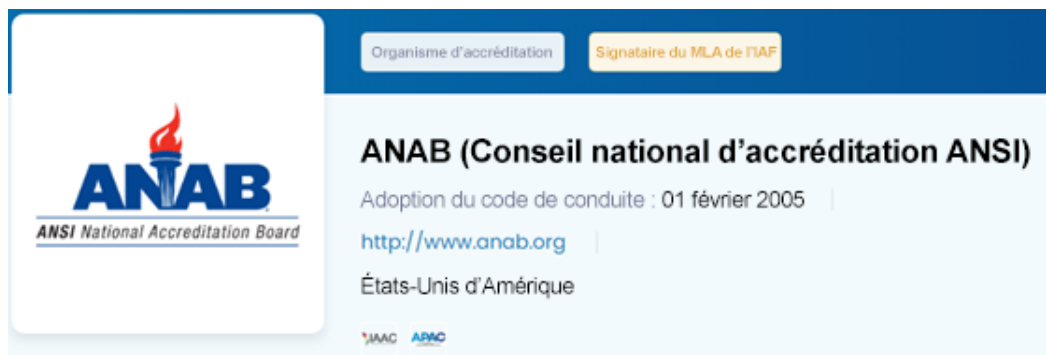 Organisme d'accréditation
Signataire du MLA de l'IAF
ANAB
ANSI National Accreditation Board
ANAB (Conseil national d’accréditation ANSI)
Adoption du code de conduite : 01 février 2005
http://www.anab.org
États-Unis d’Amérique
IAAC APAC